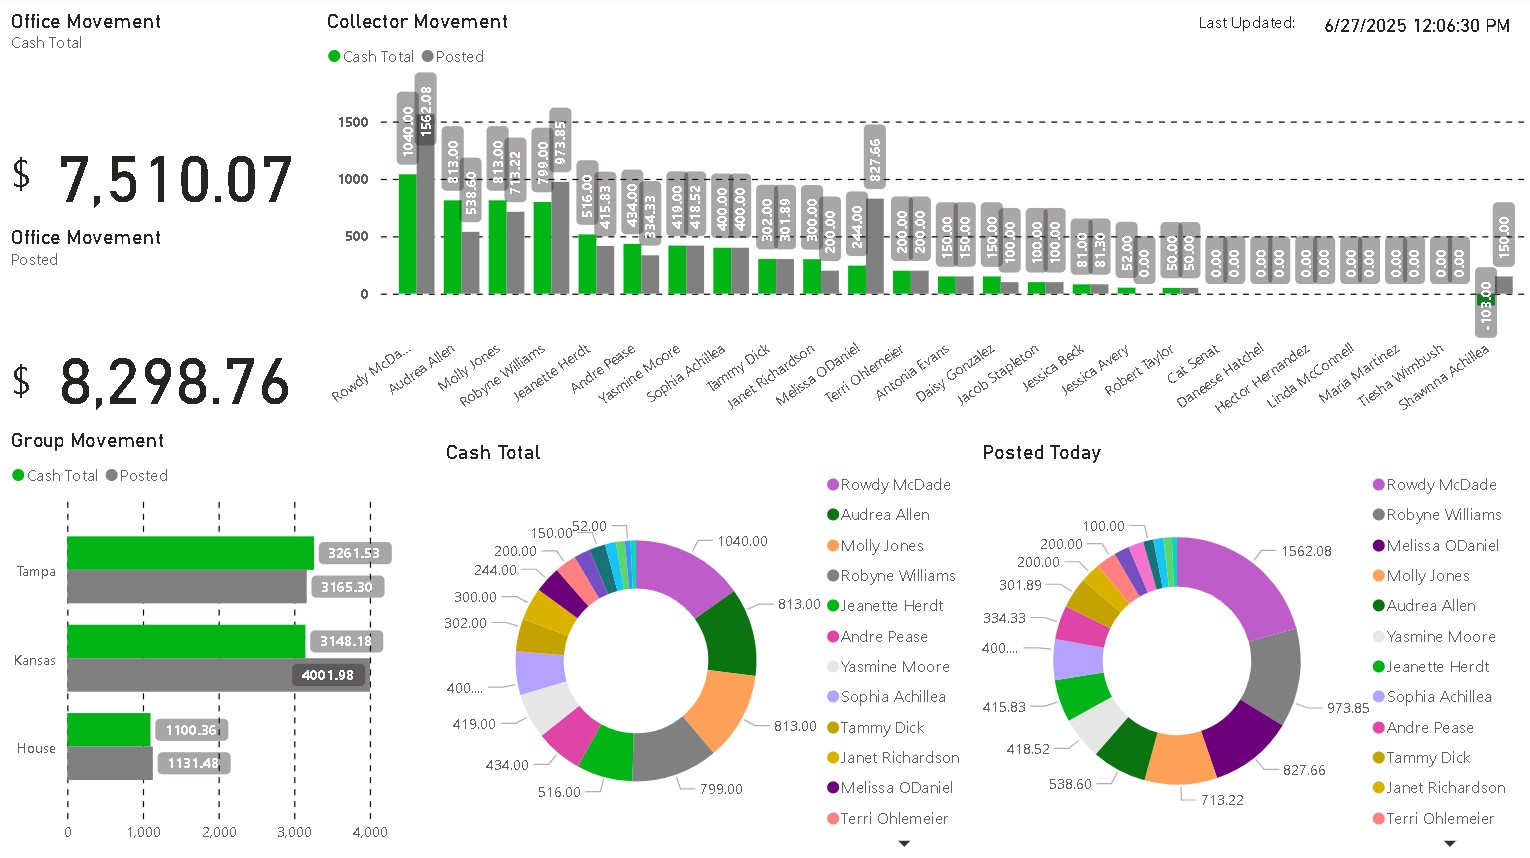 Office Movement
Cash Total
$ 7,510.07
Office Movement
Posted
$ 8,298.76
Collector Movement
Last Updated: 6/27/2025 12:06:30 PM
Cash Total Posted
1500
1000
500
0
1040.00
1562.08
813.00
538.60
813.00
713.22
799.00
973.85
516.00
415.83
434.00
334.33
419.00
418.52
400.00
400.00
302.00
301.89
300.00
200.00
244.00
827.66
200.00
200.00
150.00
150.00
150.00
100.00
100.00
100.00
81.00
81.30
52.00
0.00
50.00
50.00
0.00
0.00
0.00
0.00
0.00
0.00
0.00
0.00
0.00
0.00
0.00
0.00
-103.00
150.00
Rowdy McDa...
Audrea Allen
Molly Jones
Robyne Williams
Jeanette Herdt
Andre Pease
Yasmine Moore
Sophia Achillea
Tammy Dick
Janet Richardson
Melissa ODaniel
Terri Ohlemeier
Antonia Evans
Daisy Gonzalez
Jacob Stapleton
Jessica Beck
Jessica Avery
Robert Taylor
Cat Senat
Daneese Hatchel
Hector Hernandez
Linda McConnell
Maria Martinez
Tiesha Wimbush
Shawnna Achillea
Group Movement
Cash Total Posted
Tampa
3261.53
3165.30
Kansas
3148.18
4001.98
House
1100.36
1131.48
0 1,000 2,000 3,000 4,000
Cash Total
1040.00
813.00
813.00
799.00
516.00
434.00
419.00
400....
302.00
300.00
244.00
200.00
150.00
52.00
Rowdy McDade
Audrea Allen
Molly Jones
Robyne Williams
Jeanette Herdt
Andre Pease
Yasmine Moore
Sophia Achillea
Tammy Dick
Janet Richardson
Melissa ODaniel
Terri Ohlemeier
Posted Today
1562.08
973.85
827.66
713.22
538.60
418.52
415.83
400....
334.33
301.89
200.00
200.00
100.00
Rowdy McDade
Robyne Williams
Melissa ODaniel
Molly Jones
Audrea Allen
Yasmine Moore
Jeanette Herdt
Sophia Achillea
Andre Pease
Tammy Dick
Janet Richardson
Terri Ohlemeier